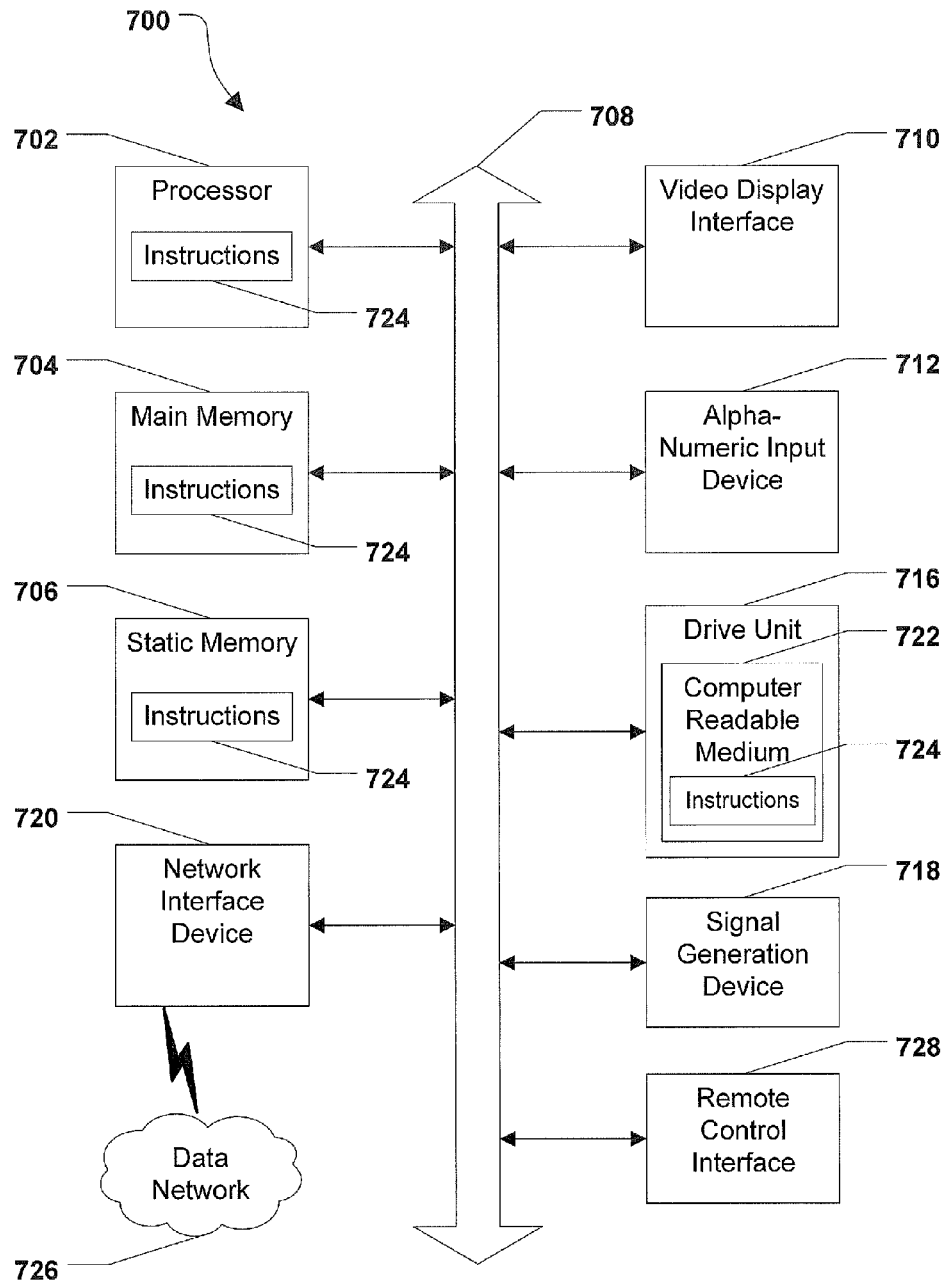 700
708
702
710
Processor
Instructions
724
Video Display
Interface
704
712
Main Memory
Instructions
724
Alpha-
Numeric Input
Device
706
716
Static Memory
Instructions
724
Drive Unit
722
Computer
Readable
Medium
724
Instructions
720
718
Network
Interface
Device
Signal
Generation
Device
728
Remote
Control
Interface
Data
Network
726